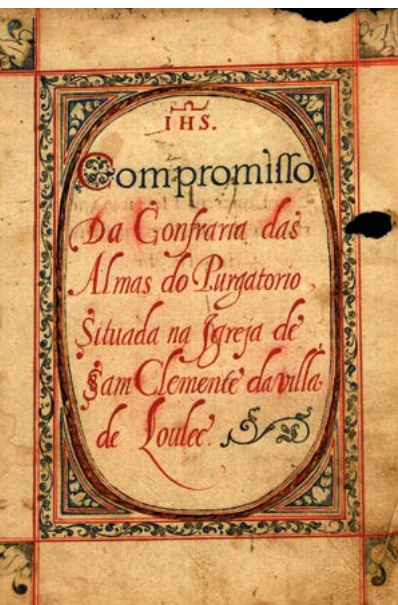 IHS.
Compromisso
Da Confraria das
Almas do Purgatorio,
Situada na Igreja de
Sam Clemente da villa
de Loulee.